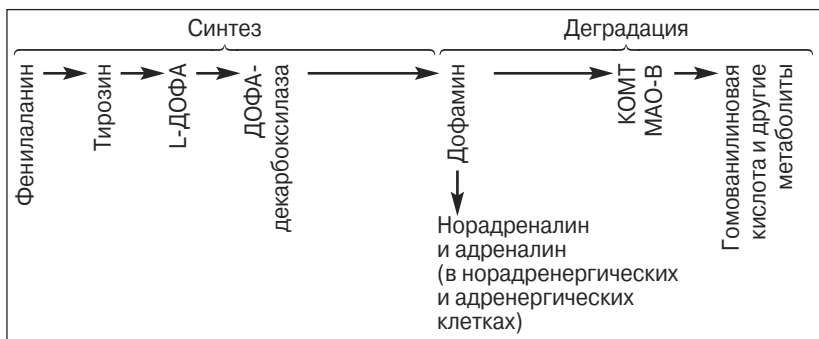 Синтез
Деградация
Фенилаланин
Тирозин
L-ДОФА
ДОФА-
декарбоксилаза
Дофамин
КОМТ
МАО-В
Гомованилиновая
кислота и другие
метаболиты
Норадреналин
и адреналин
(в норадренергических
и адренергических
клетках)